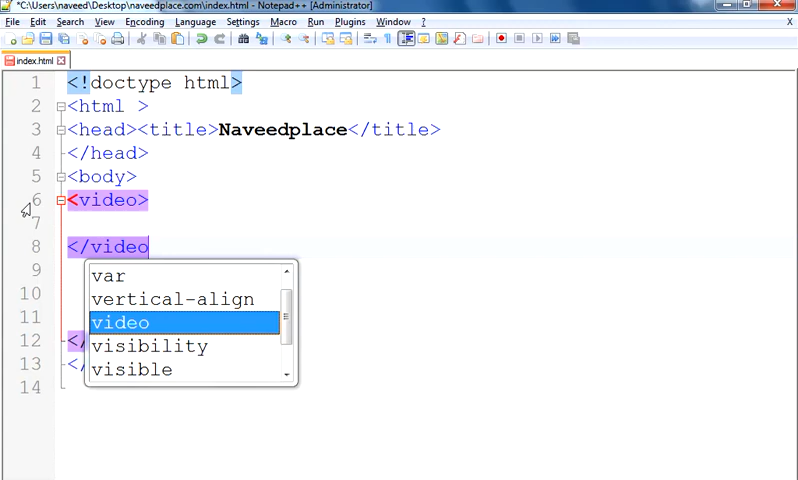 *C:\Users\naveed\Desktop\naveedplace.com\index.html - Notepad++ [Administrator]
File Edit Search View Encoding Language Settings Macro Run Plugins Window ? X
index.html
1 <!doctype html>
2 <html >
3 <head><title>Naveedplace</title>
4 </head>
5 <body>
6 <video>
7
8 </video
9
10
11
12 </
13 </
14
var
vertical-align
video
visibility
visible